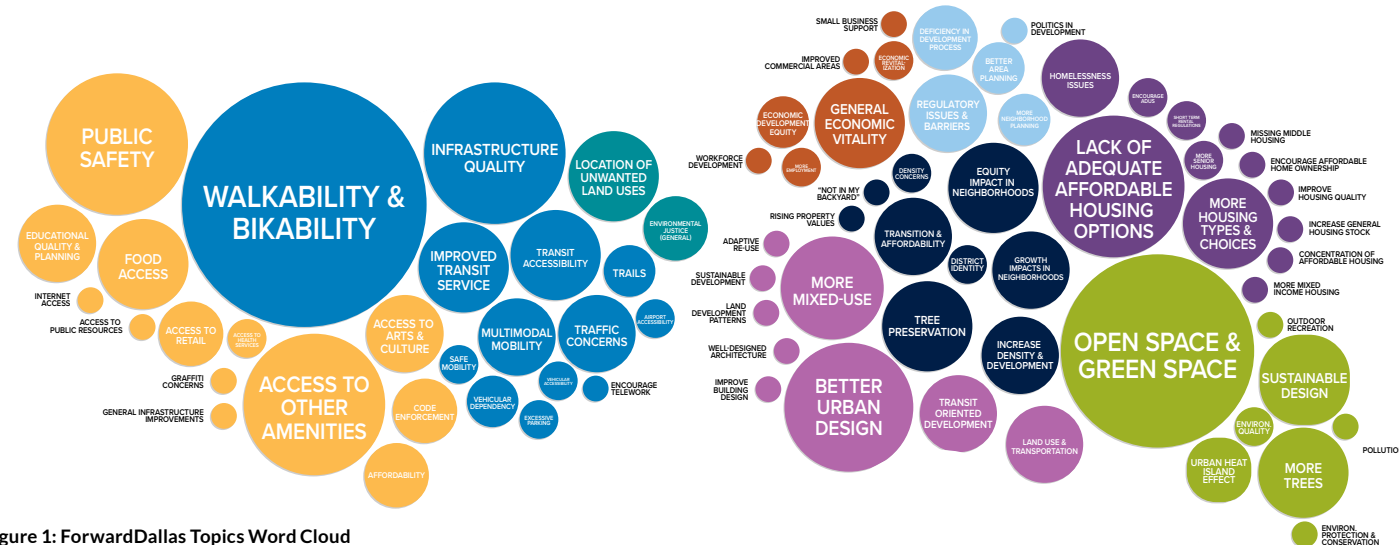 PUBLIC
SAFETY
EDUCATIONAL
QUALITY &
PLANNING
FOOD
ACCESS
INTERNET
ACCESS
ACCESS TO
PUBLIC RESOURCES
ACCESS TO
RETAIL
ACCESS TO
HEALTH
SERVICES
GRAFFITI
CONCERNS
GENERAL INFRASTRUCTURE
IMPROVEMENTS
ACCESS TO
OTHER
AMENITIES
ACCESS TO
ARTS &
CULTURE
CODE
ENFORCEMENT
AFFORDABILITY
WALKABILITY &
BIKABILITY
INFRASTRUCTURE
QUALITY
IMPROVED
TRANSIT
SERVICE
TRANSIT
ACCESSIBILITY
TRAILS
AIRPORT
ACCESSIBILITY
MULTIMODAL
MOBILITY
TRAFFIC
CONCERNS
SAFE
MOBILITY
VEHICULAR
DEPENDENCY
VEHICULAR
ACCESSIBILITY
EXCESSIVE
PARKING
ENCOURAGE
TELEWORK
LOCATION OF
UNWANTED
LAND USES
ENVIRONMENTAL
JUSTICE
(GENERAL)
SMALL BUSINESS
SUPPORT
IMPROVED
COMMERCIAL AREAS
ECONOMIC
REVITAL-
IZATION
GENERAL
ECONOMIC
VITALITY
ECONOMIC
DEVELOPMENT
EQUITY
WORKFORCE
DEVELOPMENT
MORE
EMPLOYMENT
DEFICIENCY IN
DEVELOPMENT
PROCESS
POLITICS IN
DEVELOPMENT
BETTER
AREA
PLANNING
REGULATORY
ISSUES &
BARRIERS
MORE
NEIGHBORHOOD
PLANNING
DENSITY
CONCERNS
"NOT IN MY
BACKYARD"
RISING PROPERTY
VALUES
EQUITY
IMPACT IN
NEIGHBORHOODS
TRANSITION &
AFFORDABILITY
DISTRICT
IDENTITY
GROWTH
IMPACTS IN
NEIGHBORHOODS
TREE
PRESERVATION
INCREASE
DENSITY &
DEVELOPMENT
ADAPTIVE
RE-USE
SUSTAINABLE
DEVELOPMENT
LAND
DEVELOPMENT
PATTERNS
WELL-DESIGNED
ARCHITECTURE
IMPROVE
BUILDING
DESIGN
MORE
MIXED-USE
BETTER
URBAN
DESIGN
TRANSIT
ORIENTED
DEVELOPMENT
LAND USE &
TRANSPORTATION
HOMELESSNESS
ISSUES
ENCOURAGE
ADUS
SHORT TERM
RENTAL
REGULATIONS
MORE
SENIOR
HOUSING
LACK OF
ADEQUATE
AFFORDABLE
HOUSING
OPTIONS
MORE
HOUSING
TYPES &
CHOICES
MISSING MIDDLE
HOUSING
ENCOURAGE AFFORDABLE
HOME OWNERSHIP
IMPROVE
HOUSING QUALITY
INCREASE GENERAL
HOUSING STOCK
CONCENTRATION OF
AFFORDABLE HOUSING
MORE MIXED
INCOME HOUSING
OPEN SPACE &
GREEN SPACE
OUTDOOR
RECREATION
SUSTAINABLE
DESIGN
ENVIRON.
QUALITY
POLLUTIO
URBAN HEAT
ISLAND
EFFECT
MORE
TREES
ENVIRON.
PROTECTION &
CONSERVATION
gure 1: ForwardDallas Topics Word Cloud